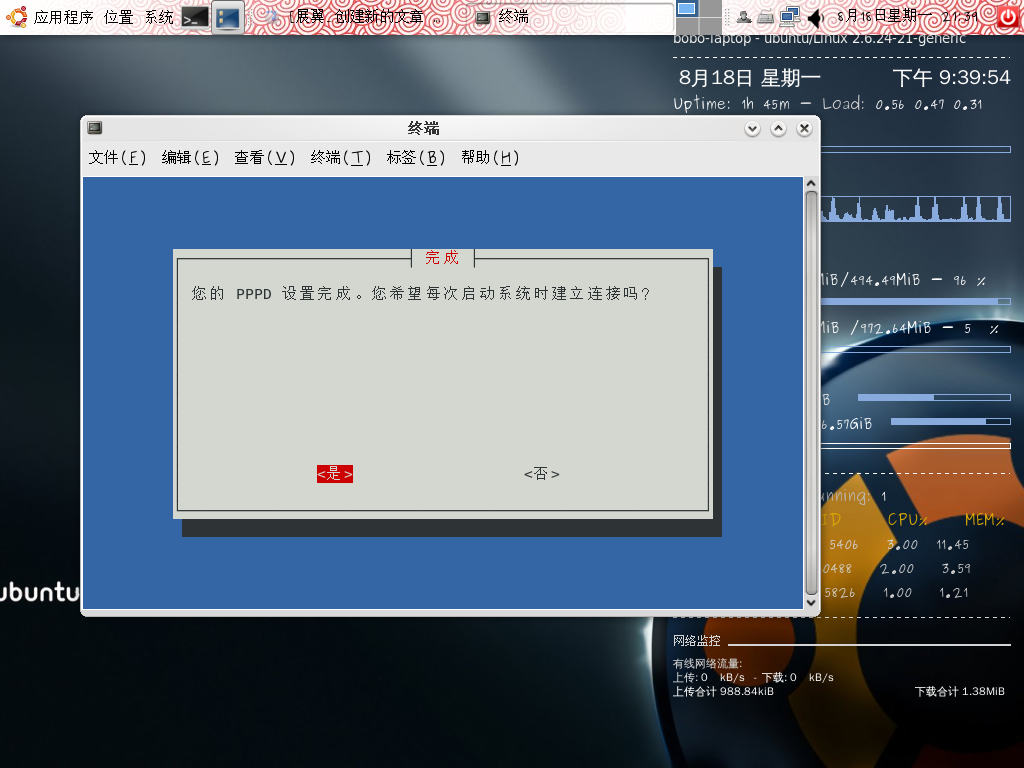 应用程序 位置 系统
[展翼..创建新的文章 ..
终端
8月18日星期一 21:39
bobo-laptop - ubuntu/Linux 2.6.24-21-generic
8月18日 星期一 下午 9:39:54
Uptime: 1h 45m - Load: 0.56 0.47 0.31
终端
文件(F) 编辑(E) 查看(V) 终端(T) 标签(B) 帮助(H)
完成
您的 PPPD 设置完成。您希望每次启动系统时建立连接吗?
<是>
<否>
MiB/494.49MiB - 96 %
MiB /972.64MiB - 5 %
B
6.57GiB
unning: 1
ID CPU% MEM%
5406 3.00 11.45
0488 2.00 3.59
5826 1.00 1.21
ubuntu
网络监控
有线网络流量:
上传: 0 kB/s - 下载: 0 kB/s
上传合计 988.84kiB 下载合计 1.38MiB